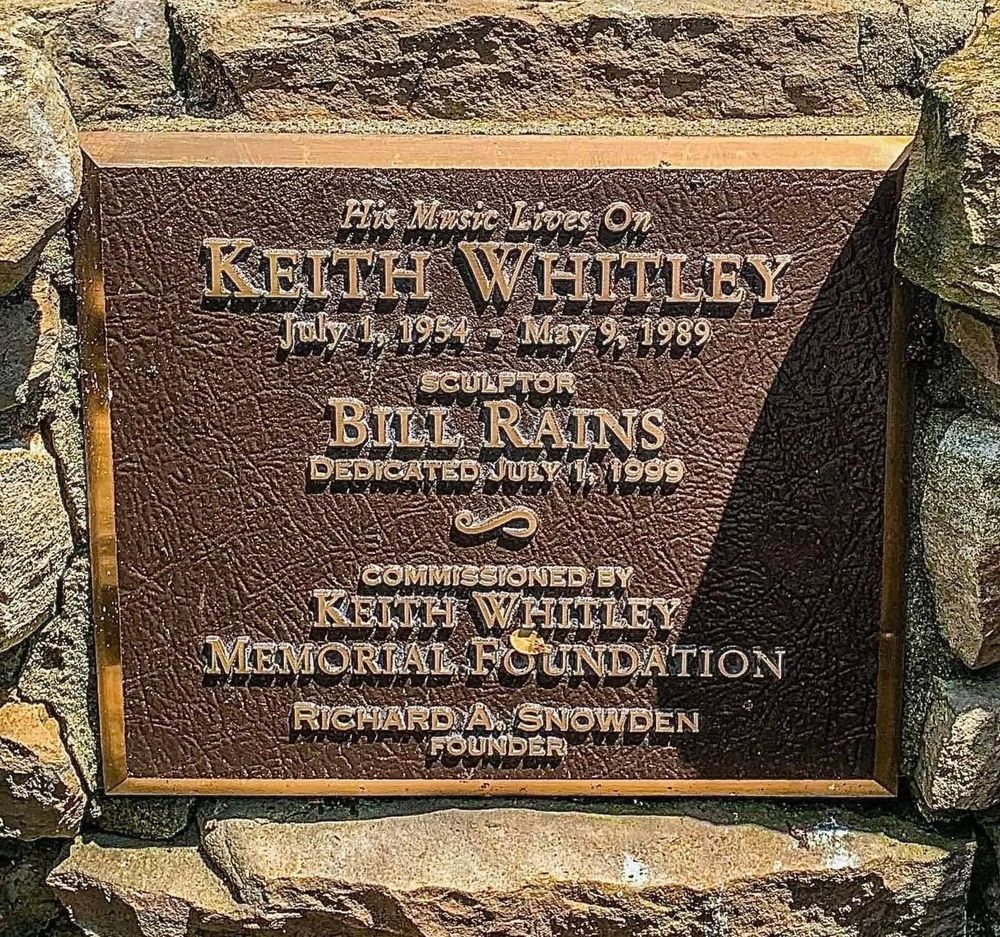 His Music Lives On
KEITH WHITLEY
July 1, 1954 - May 9, 1989
SCULPTOR
BILL RAINS
DEDICATED JULY 1, 1999
COMMISSIONED BY
KEITH WHITLEY
MEMORIAL FOUNDATION
RICHARD A. SNOWDEN
FOUNDER